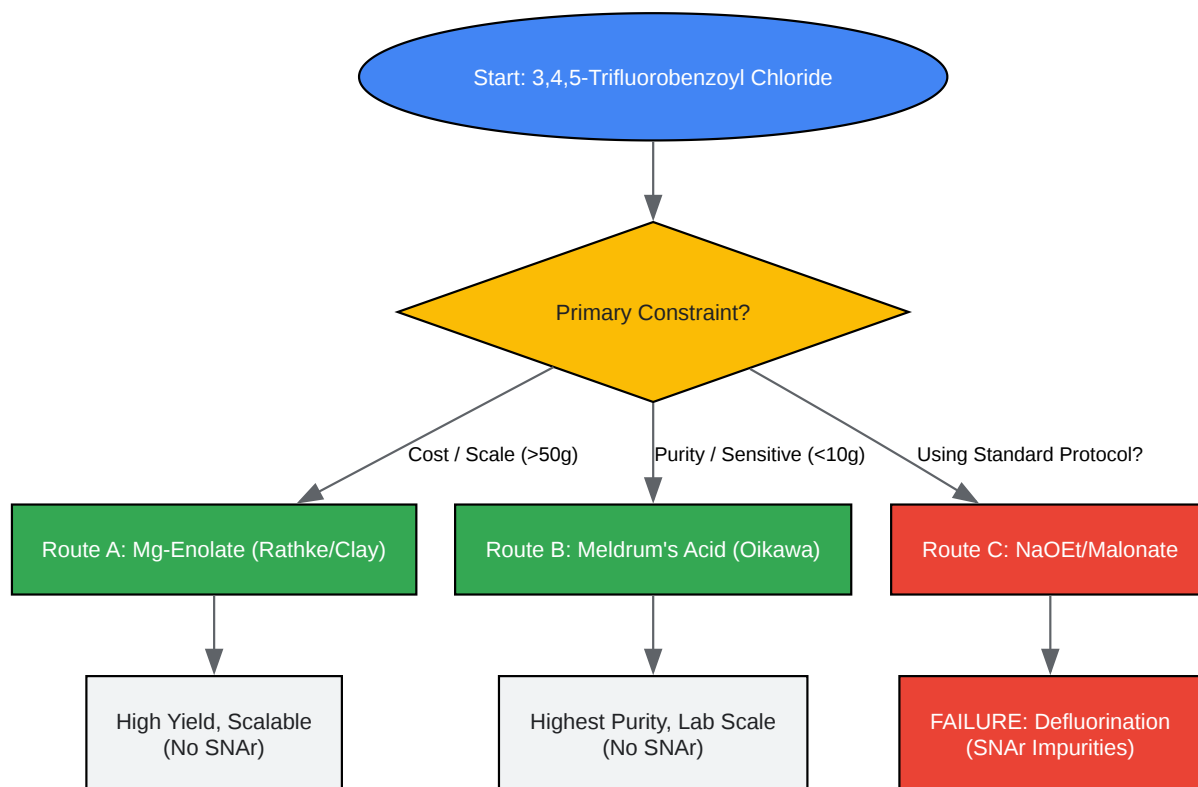 Start: 3,4,5-Trifluorobenzoyl Chloride
Primary Constraint?
Cost / Scale (>50g)
Purity / Sensitive (<10g)
Using Standard Protocol?
Route A: Mg-Enolate (Rathke/Clay)
Route B: Meldrum's Acid (Oikawa)
Route C: NaOEt/Malonate
High Yield, Scalable
(No SNAr)
Highest Purity, Lab Scale
(No SNAr)
FAILURE: Defluorination
(SNAr Impurities)